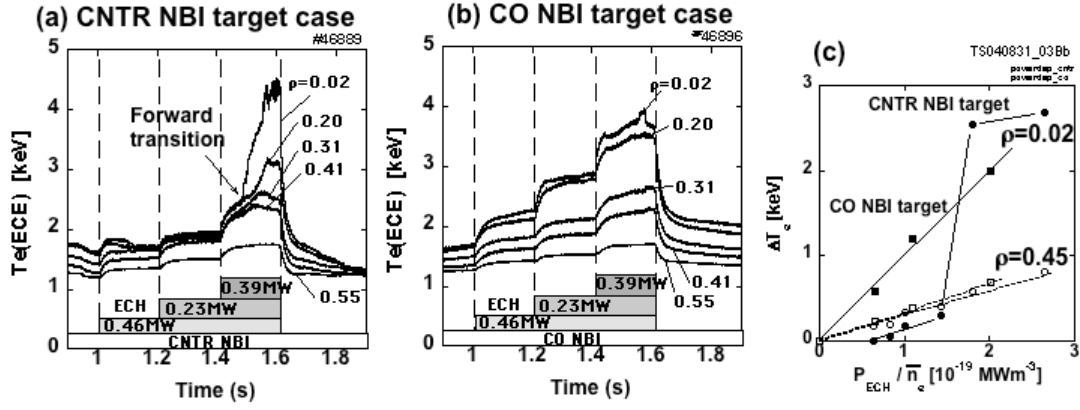 (a) CNTR NBI target case
#46889
5
4
3
2
1
0
Te(ECE) [keV]
Forward
transition
ρ=0.02
0.20
0.31
0.41
0.55
0.39MW
ECH
0.23MW
0.46MW
CNTR NBI
1
1.2
1.4
1.6
1.8
Time (s)
(b) CO NBI target case
#46896
5
4
3
2
1
0
Te(ECE) [keV]
ρ=0.02
0.20
0.31
0.41
0.55
0.39MW
ECH
0.23MW
0.46MW
CO NBI
1
1.2
1.4
1.6
1.8
Time (s)
(c)
TS040831_03Bb
powerdep_cntr
powerdep_co
3
2
1
0
ΔTe [keV]
CNTR NBI target
ρ=0.02
CO NBI target
ρ=0.45
0
1
2
3
PECH / n̅e [10-19 MWm-3]